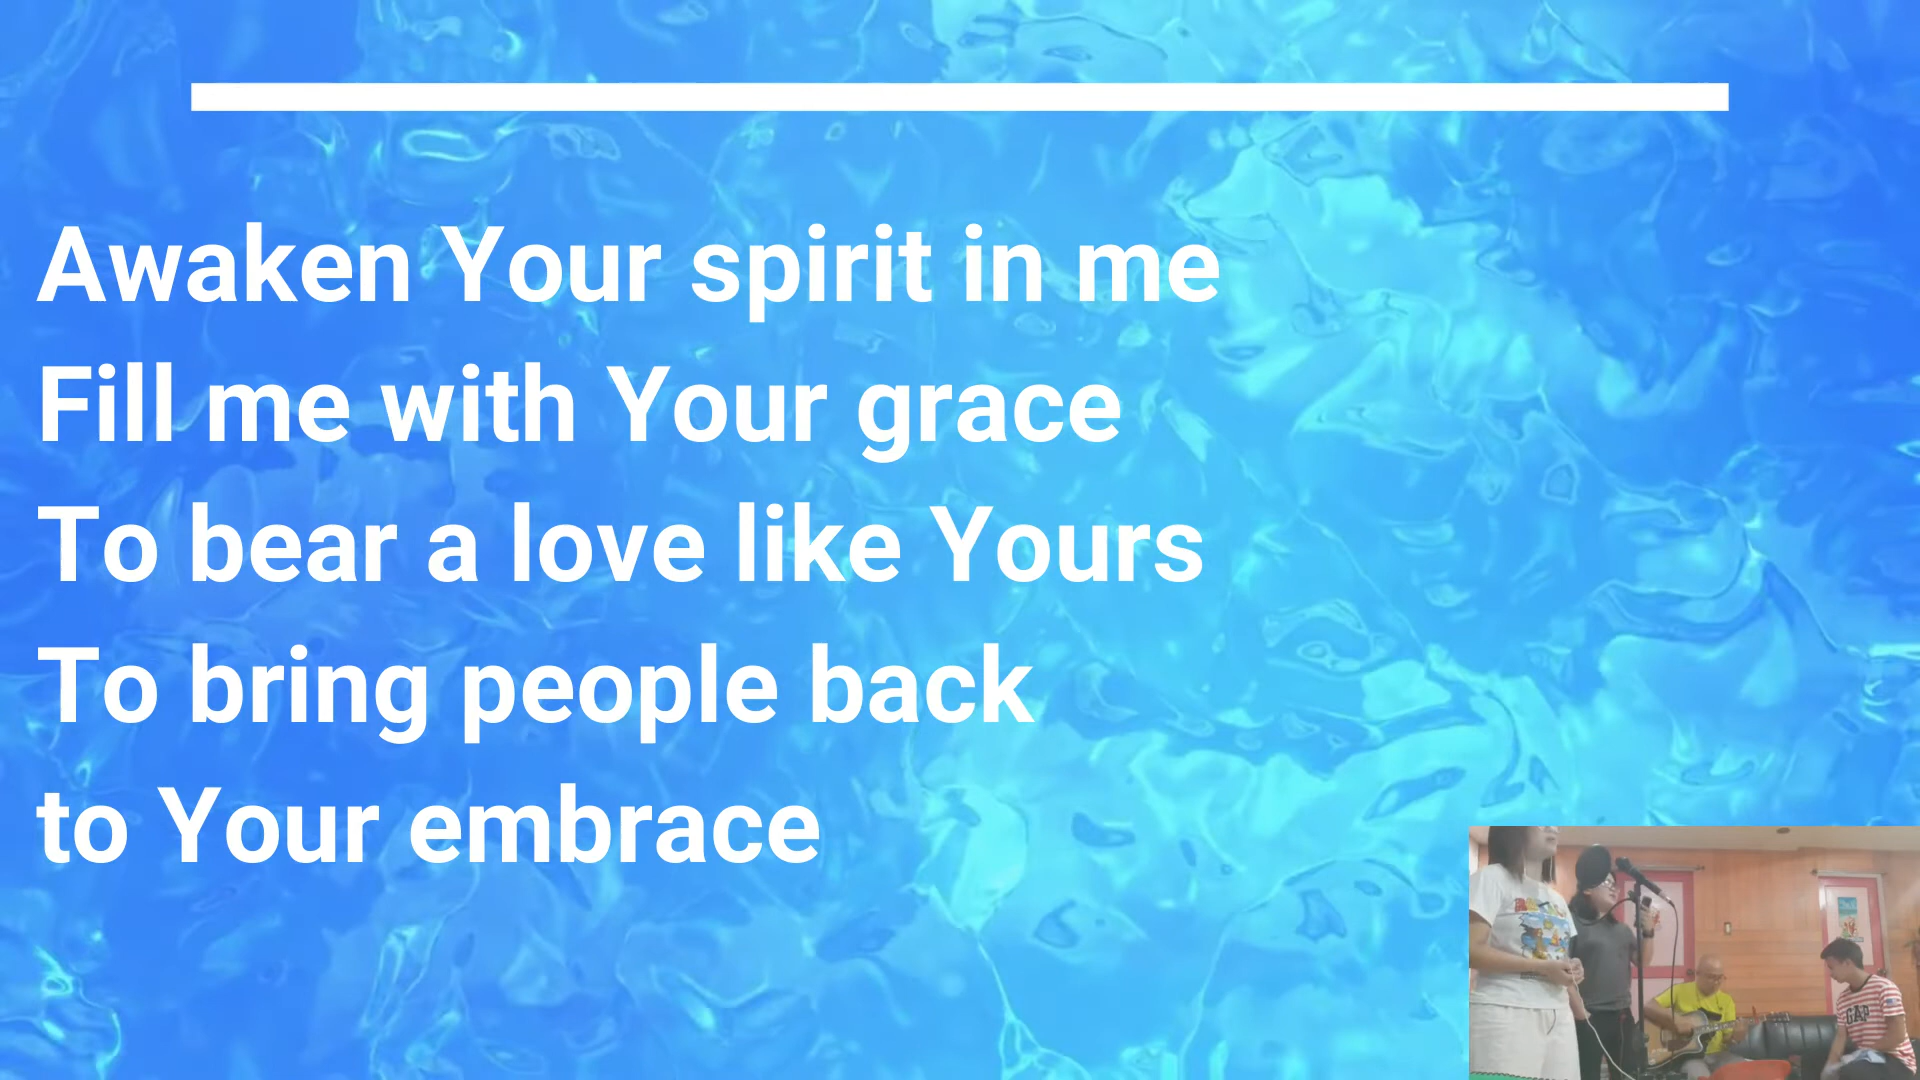 Awaken Your spirit in me
Fill me with Your grace
To bear a love like Yours
To bring people back
to Your embrace
GAP